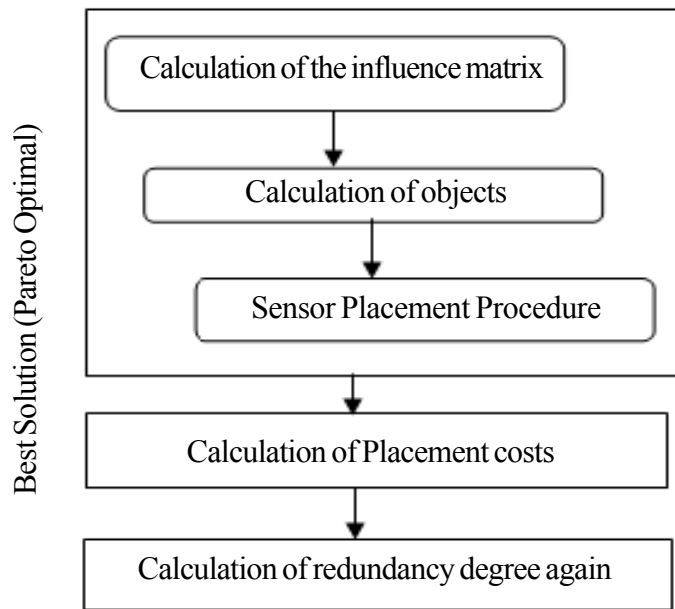 Calculation of the influence matrix
Calculation of objects
Sensor Placement Procedure
Best Solution (Pareto Optimal)
Calculation of Placement costs
Calculation of redundancy degree again